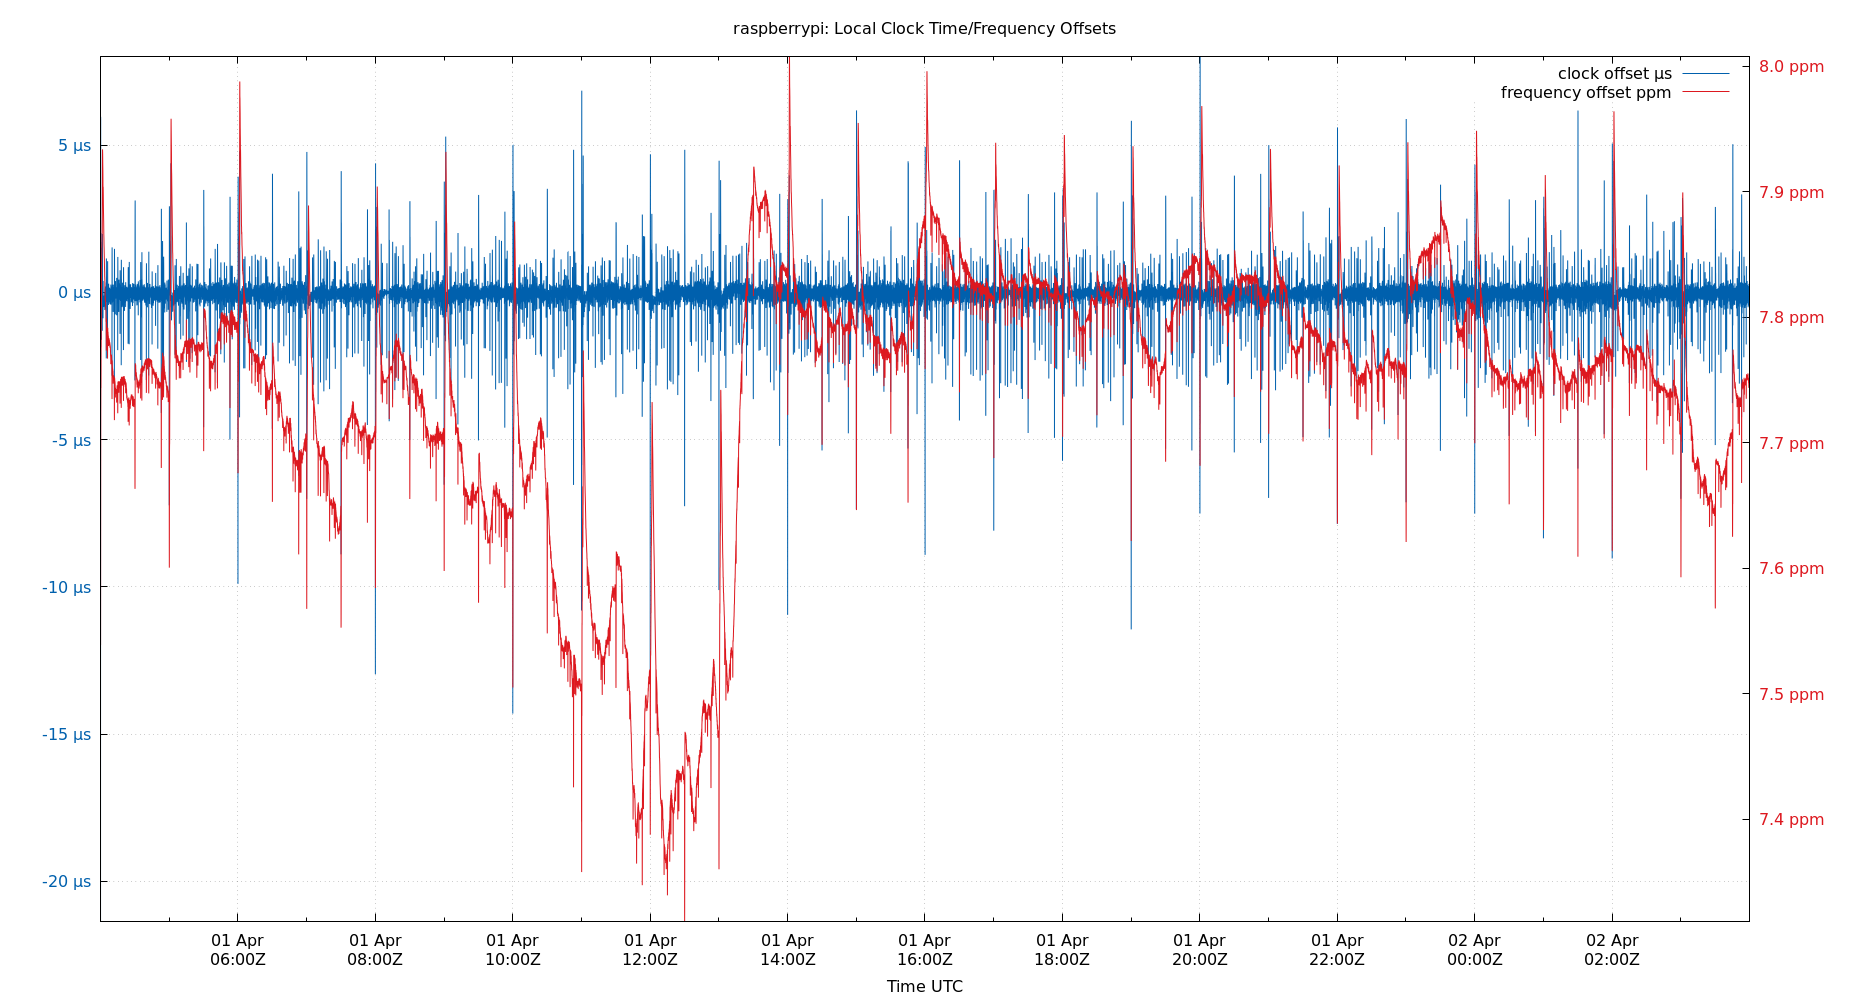 raspberrypi: Local Clock Time/Frequency Offsets
clock offset µs
frequency offset ppm
5 µs
0 µs
-5 µs
-10 µs
-15 µs
-20 µs
8.0 ppm
7.9 ppm
7.8 ppm
7.7 ppm
7.6 ppm
7.5 ppm
7.4 ppm
01 Apr 01 Apr 01 Apr 01 Apr 01 Apr 01 Apr 01 Apr 01 Apr 01 Apr 02 Apr 02 Apr
06:00Z 08:00Z 10:00Z 12:00Z 14:00Z 16:00Z 18:00Z 20:00Z 22:00Z 00:00Z 02:00Z
Time UTC